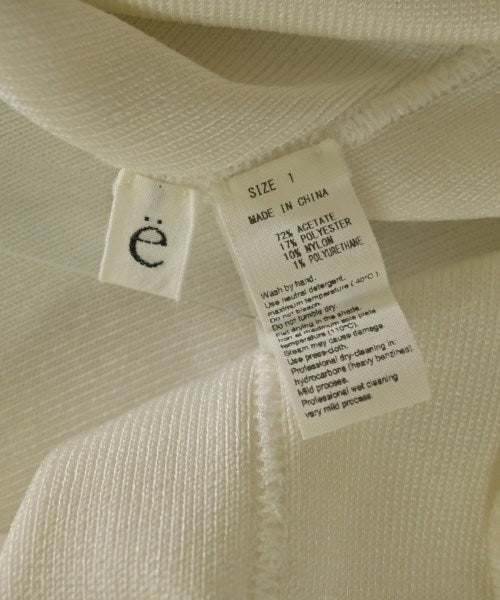 ë
SIZE 1
MADE IN CHINA
72% ACETATE
17% POLYESTER
10% NYLON
1% POLYURETHANE
Wash by hand.
Use neutral detergent.
maximum temperature (40°C).
Do not bleach.
Do not tumble dry.
Flat drying in the shade.
Iron at maximum sole plate
temperature (110°C).
Steam may cause damage.
Use press-cloth.
Professional dry-cleaning in
hydrocarbons (heavy benzines).
Mild process.
Professional wet cleaning
very mild process.